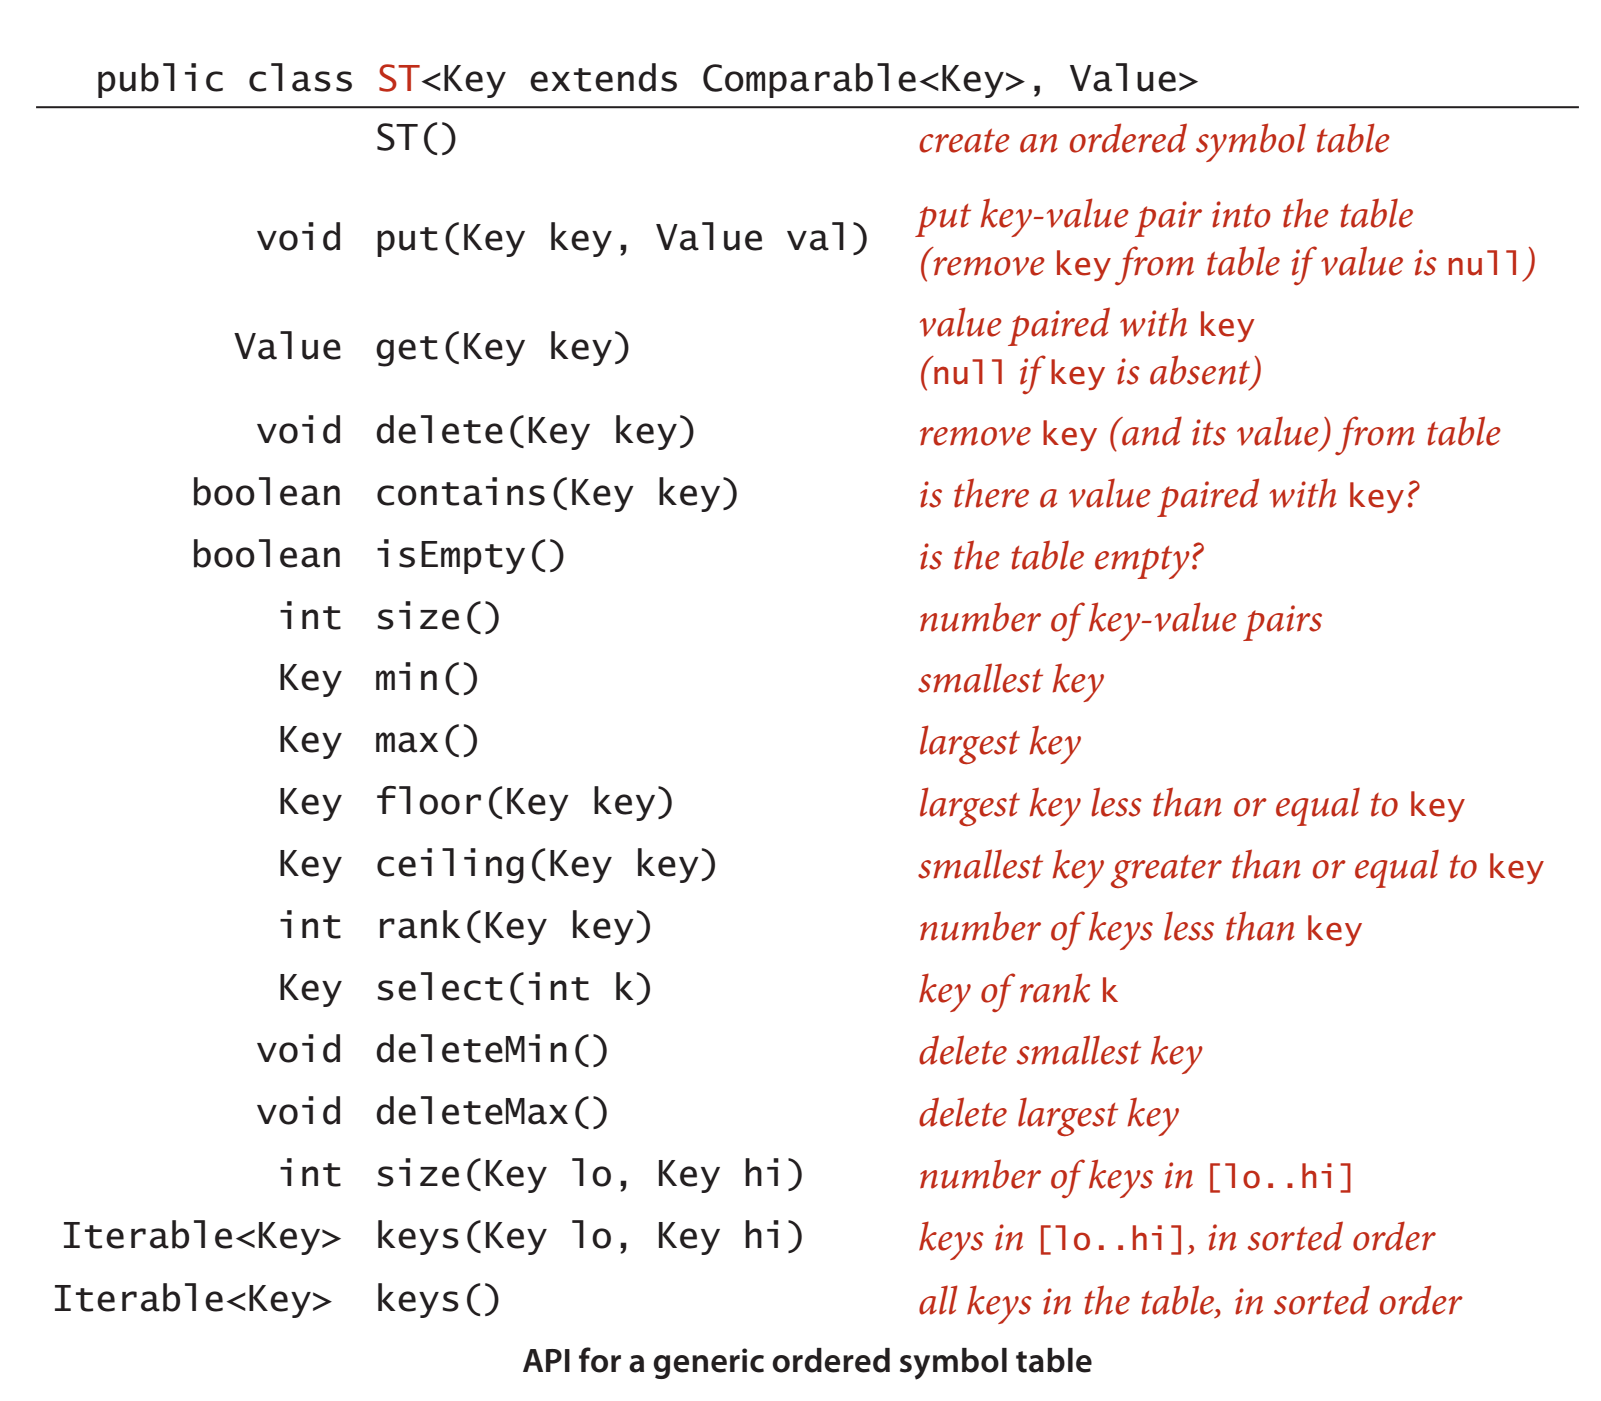 public class ST<Key extends Comparable<Key>, Value>
ST() create an ordered symbol table
void put(Key key, Value val) put key-value pair into the table
(remove key from table if value is null)
Value get(Key key) value paired with key
(null if key is absent)
void delete(Key key) remove key (and its value) from table
boolean contains(Key key) is there a value paired with key?
boolean isEmpty() is the table empty?
int size() number of key-value pairs
Key min() smallest key
Key max() largest key
Key floor(Key key) largest key less than or equal to key
Key ceiling(Key key) smallest key greater than or equal to key
int rank(Key key) number of keys less than key
Key select(int k) key of rank k
void deleteMin() delete smallest key
void deleteMax() delete largest key
int size(Key lo, Key hi) number of keys in [lo..hi]
Iterable<Key> keys(Key lo, Key hi) keys in [lo..hi], in sorted order
Iterable<Key> keys() all keys in the table, in sorted order
API for a generic ordered symbol table